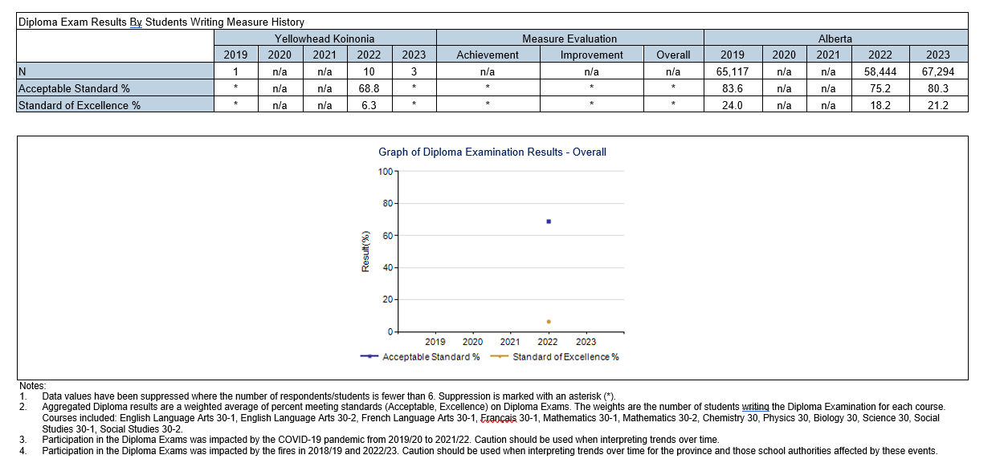 Diploma Exam Results By Students Writing Measure History
Yellowhead Koinonia Measure Evaluation Alberta
2019 2020 2021 2022 2023 Achievement Improvement Overall 2019 2020 2021 2022 2023
N 1 n/a n/a 10 3 n/a n/a n/a 65,117 n/a n/a 58,444 67,294
Acceptable Standard % * n/a n/a 68.8 * * * * 83.6 n/a n/a 75.2 80.3
Standard of Excellence % * n/a n/a 6.3 * * * * 24.0 n/a n/a 18.2 21.2
Graph of Diploma Examination Results - Overall
100
80
60
40
20
0
Result(%)
2019 2020 2021 2022 2023
Acceptable Standard % Standard of Excellence %
Notes:
1. Data values have been suppressed where the number of respondents/students is fewer than 6. Suppression is marked with an asterisk (*).
2. Aggregated Diploma results are a weighted average of percent meeting standards (Acceptable, Excellence) on Diploma Exams. The weights are the number of students writing the Diploma Examination for each course.
Courses included: English Language Arts 30-1, English Language Arts 30-2, French Language Arts 30-1, Français 30-1, Mathematics 30-1, Mathematics 30-2, Chemistry 30, Physics 30, Biology 30, Science 30, Social
Studies 30-1, Social Studies 30-2.
3. Participation in the Diploma Exams was impacted by the COVID-19 pandemic from 2019/20 to 2021/22. Caution should be used when interpreting trends over time.
4. Participation in the Diploma Exams was impacted by the fires in 2018/19 and 2022/23. Caution should be used when interpreting trends over time for the province and those school authorities affected by these events.